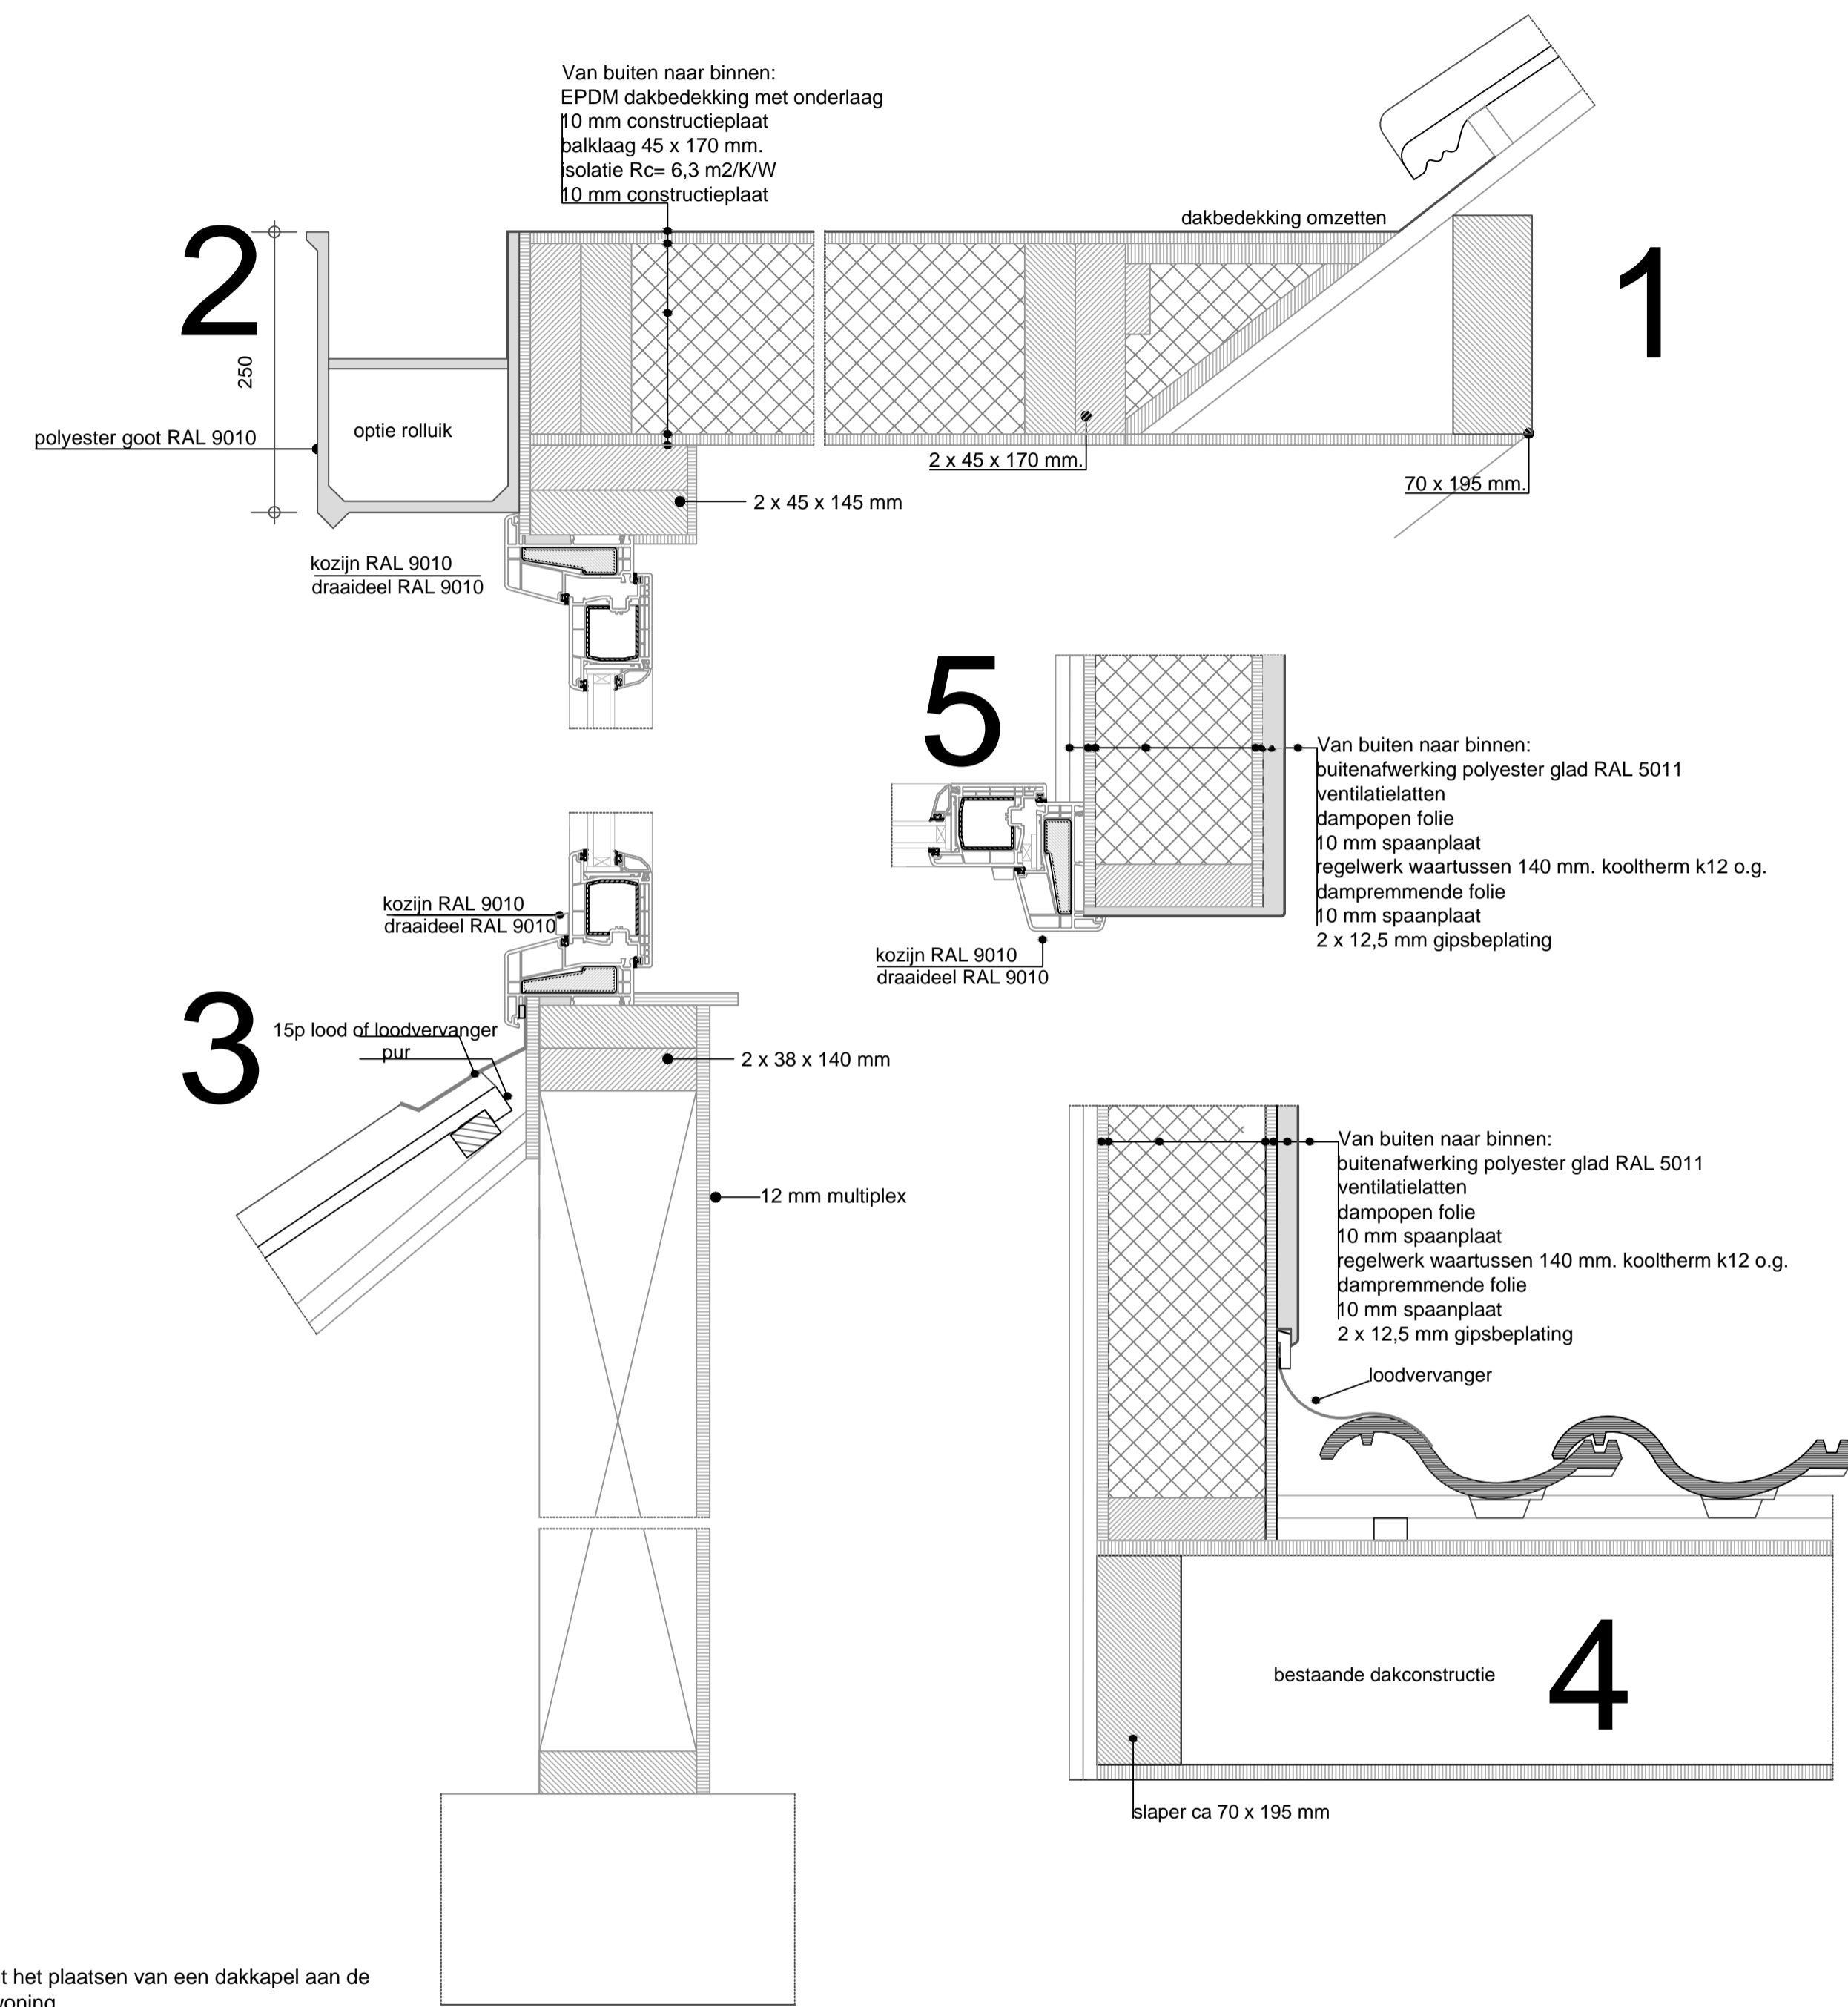 Van buiten naar binnen:
EPDM dakbedekking met onderlaag
10 mm constructieplaat
balklaag 45 x 170 mm.
isolatie Rc= 6,3 m2/K/W
10 mm constructieplaat
dakbedekking omzetten
2
1
250
polyester goot RAL 9010
optie rolluik
2 x 45 x 170 mm.
70 x 195 mm.
2 x 45 x 145 mm
kozijn RAL 9010
draaideel RAL 9010
5
Van buiten naar binnen:
buitenafwerking polyester glad RAL 5011
ventilatielatten
dampopen folie
10 mm spaanplaat
regelwerk waartussen 140 mm. kooltherm k12 o.g.
dampremmende folie
10 mm spaanplaat
2 x 12,5 mm gipsbeplating
kozijn RAL 9010
draaideel RAL 9010
kozijn RAL 9010
draaideel RAL 9010
3
15p lood of loodvervanger
pur
2 x 38 x 140 mm
12 mm multiplex
Van buiten naar binnen:
buitenafwerking polyester glad RAL 5011
ventilatielatten
dampopen folie
10 mm spaanplaat
regelwerk waartussen 140 mm. kooltherm k12 o.g.
dampremmende folie
10 mm spaanplaat
2 x 12,5 mm gipsbeplating
loodvervanger
bestaande dakconstructie
4
slaper ca 70 x 195 mm
t het plaatsen van een dakkapel aan de
woning